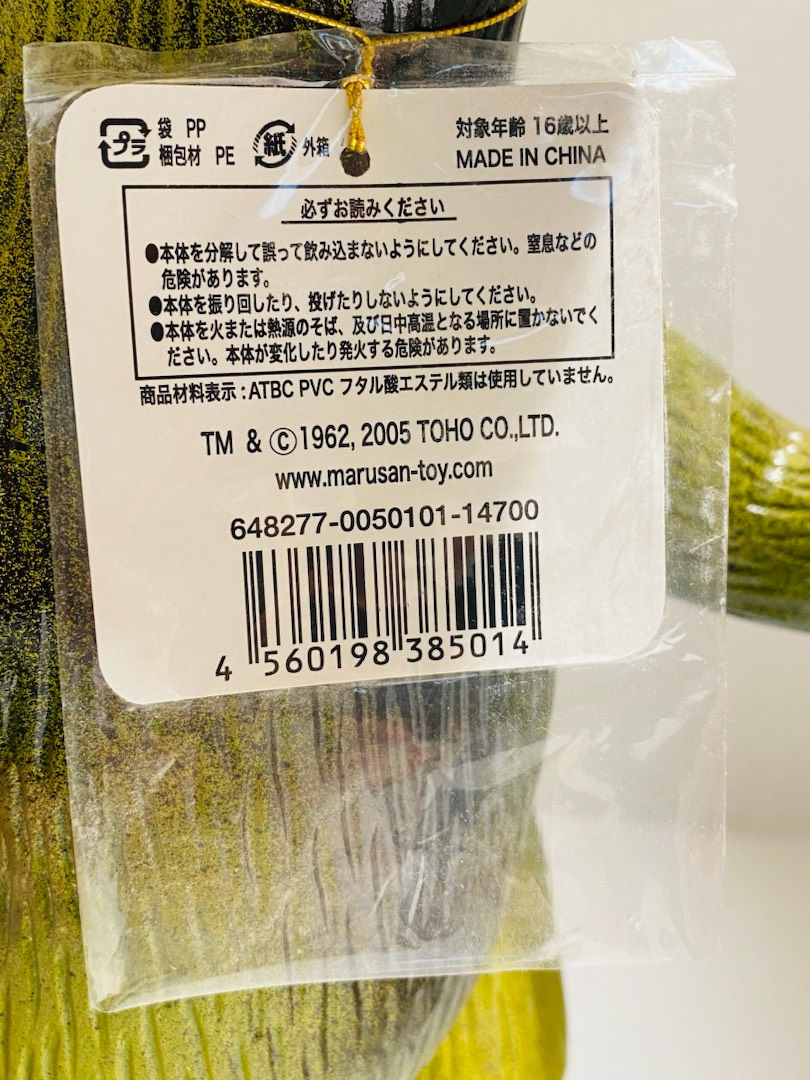 プラ 袋 PP
梱包材 PE
紙 外箱
対象年齢 16歳以上
MADE IN CHINA
必ずお読みください
●本体を分解して誤って飲み込まないようにしてください。窒息などの
危険があります。
●本体を振り回したり、投げたりしないようにしてください。
●本体を火または熱源のそば、及び日中高温となる場所に置かないでく
ださい。本体が変化したり発火する危険があります。
商品材料表示:ATBC PVC フタル酸エステル類は使用していません。
TM & ©1962, 2005 TOHO CO.,LTD.
www.marusan-toy.com
648277-0050101-14700
4 560198 385014